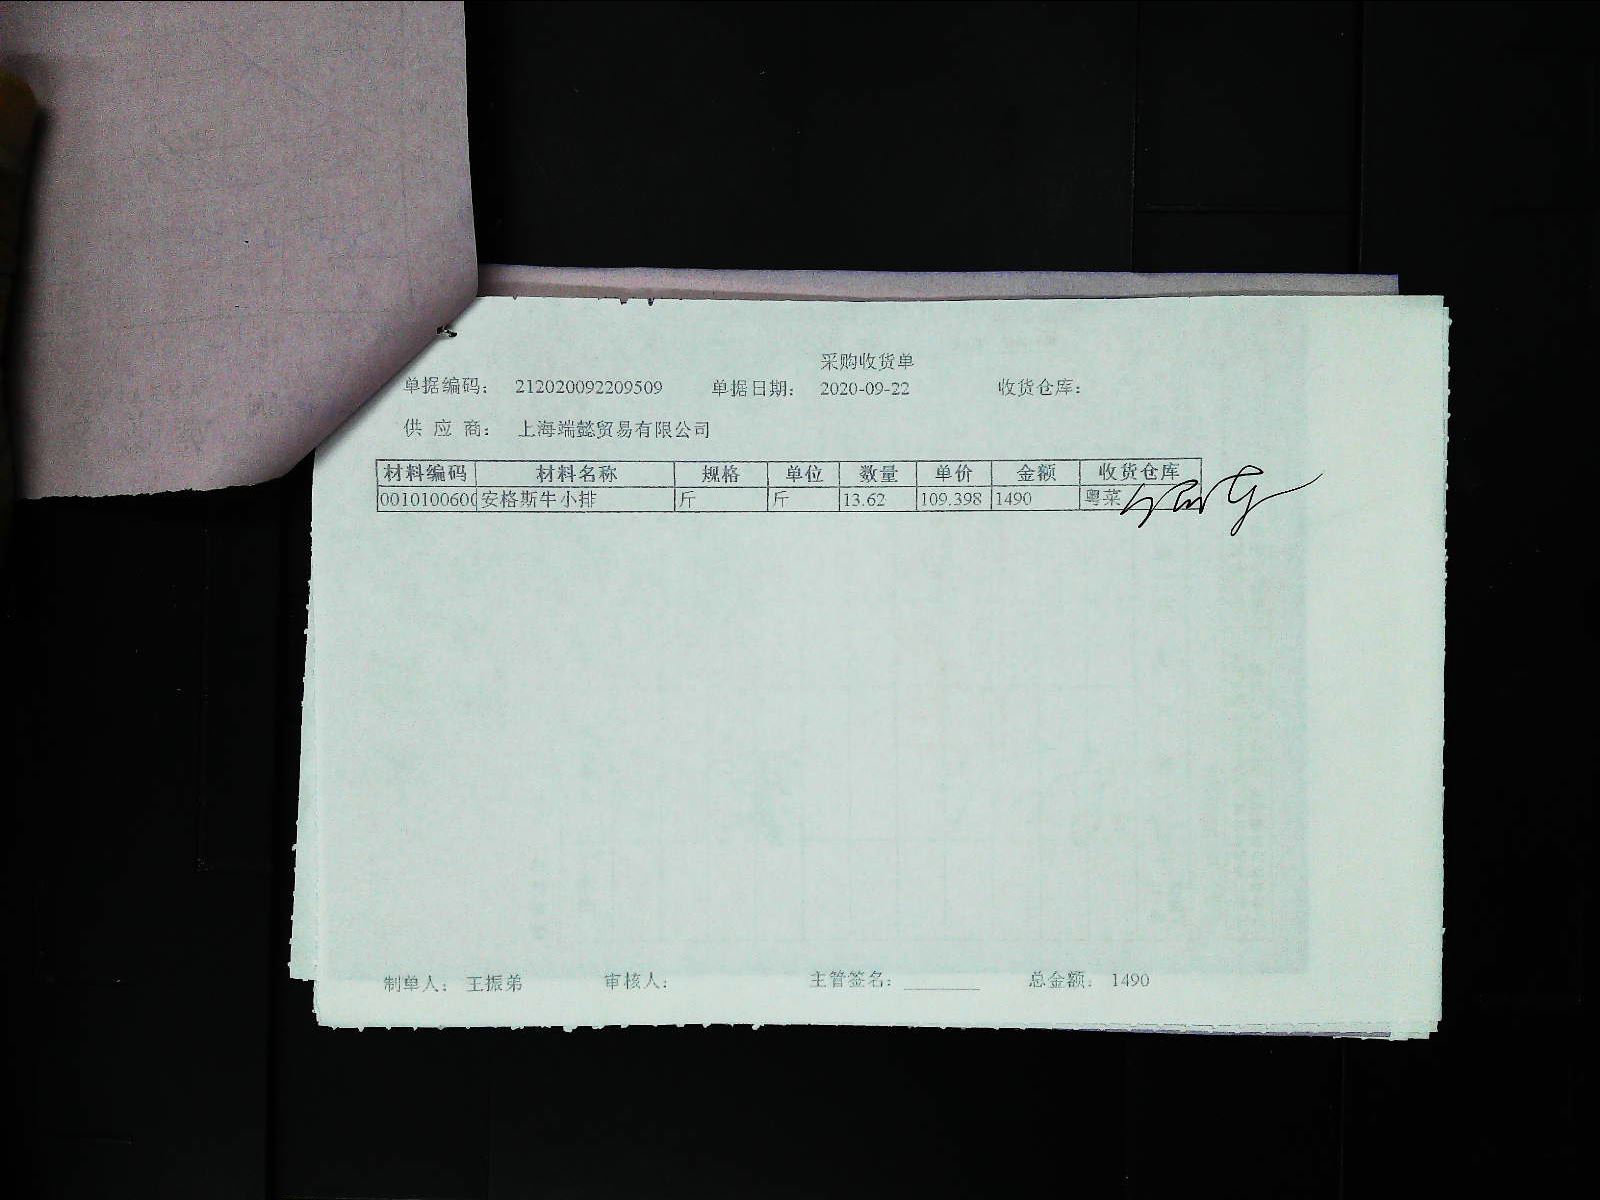 采购收货单
单据编码： 212020092209509 单据日期： 2020-09-22 收货仓库：
供 应 商： 上海端懿贸易有限公司
材料编码 材料名称 规格 单位 数量 单价 金额 收货仓库
0010100600 安格斯牛小排 斤 斤 13.62 109.398 1490 粤菜
制单人： 王振弟 审核人： 主管签名：________ 总金额： 1490